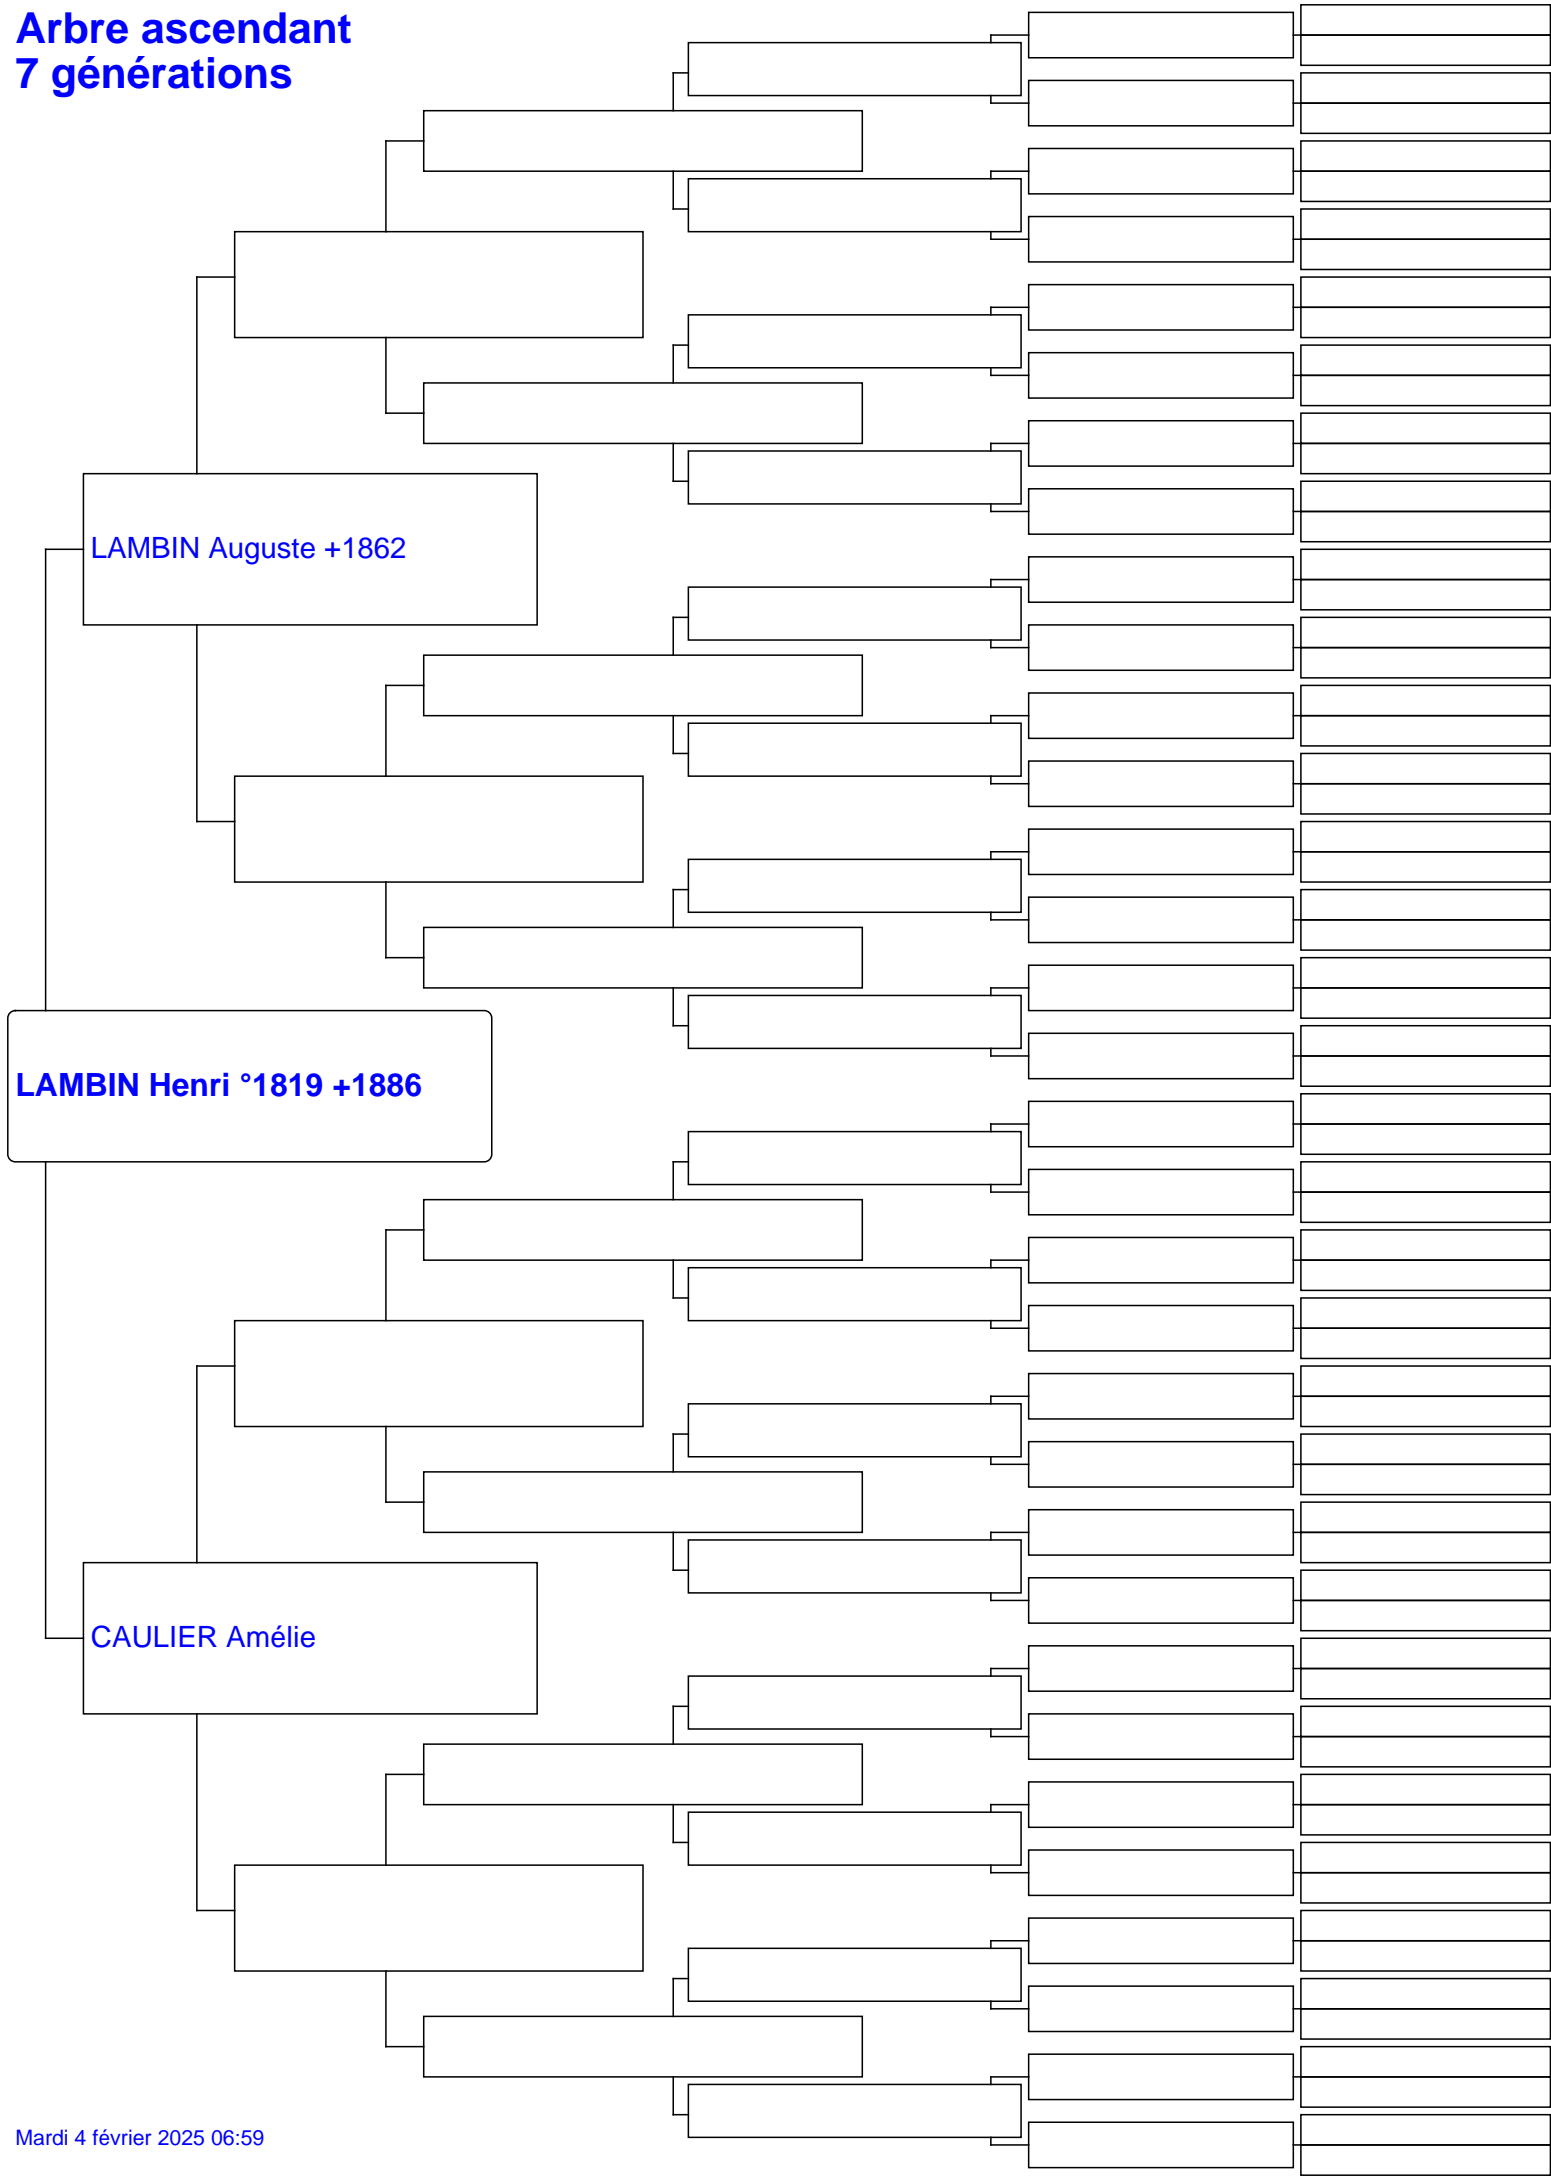 Arbre ascendant
7 générations
LAMBIN Auguste +1862
LAMBIN Henri °1819 +1886
CAULIER Amélie
Mardi 4 février 2025 06:59